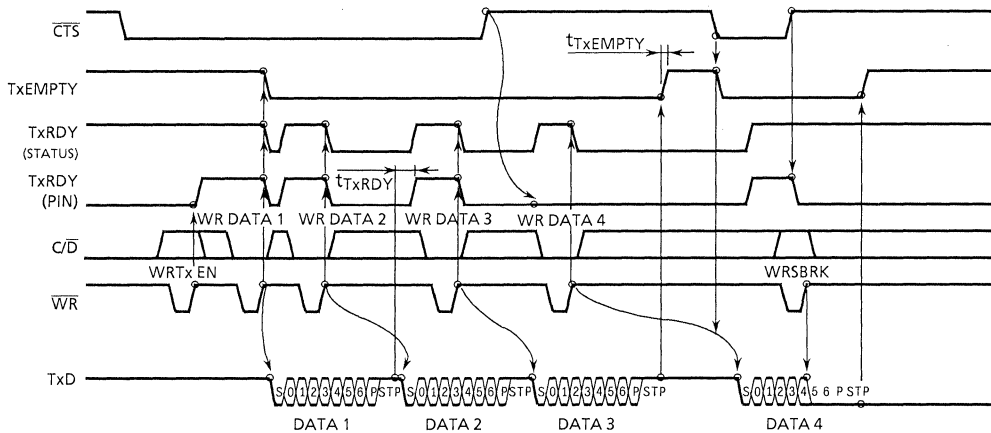 CTS
tTxEMPTY
TxEMPTY
TxRDY
(STATUS)
tTxRDY
TxRDY
(PIN)
WR DATA 1 WR DATA 2 WR DATA 3 WR DATA 4
C/D
WRTxEN WRSBRK
WR
TxD
S 0 1 2 3 4 5 6 P STP S 0 1 2 3 4 5 6 P STP S 0 1 2 3 4 5 6 P STP S 0 1 2 3 4 5 6 P STP
DATA 1 DATA 2 DATA 3 DATA 4